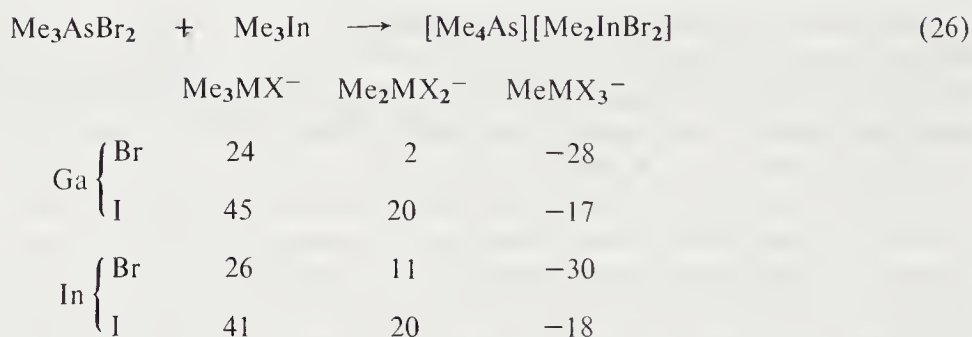 Me₃AsBr₂ + Me₃In ⟶ [Me₄As][Me₂InBr₂] (26)
Me₃MX⁻ Me₂MX₂⁻ MeMX₃⁻
Ga { Br 24 2 −28
I 45 20 −17
In { Br 26 11 −30
I 41 20 −18